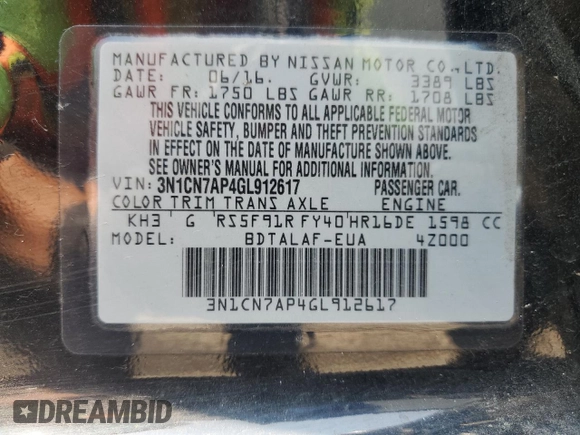 MANUFACTURED BY NISSAN MOTOR CO., LTD.
DATE: 06/16. GVWR: 3389 LBS
GAWR FR: 1750 LBS GAWR RR: 1708 LBS
THIS VEHICLE CONFORMS TO ALL APPLICABLE FEDERAL MOTOR
VEHICLE SAFETY, BUMPER AND THEFT PREVENTION STANDARDS
IN EFFECT ON THE DATE OF MANUFACTURE SHOWN ABOVE.
SEE OWNER'S MANUAL FOR ADDITIONAL INFORMATION.
VIN: 3N1CN7AP4GL912617 PASSENGER CAR.
COLOR TRIM TRANS AXLE ENGINE
KH3 G RS5F91R FY40 HR16DE 1598 CC
MODEL: BDTALAF-EUA 4Z000
3N1CN7AP4GL912617
DREAMBID